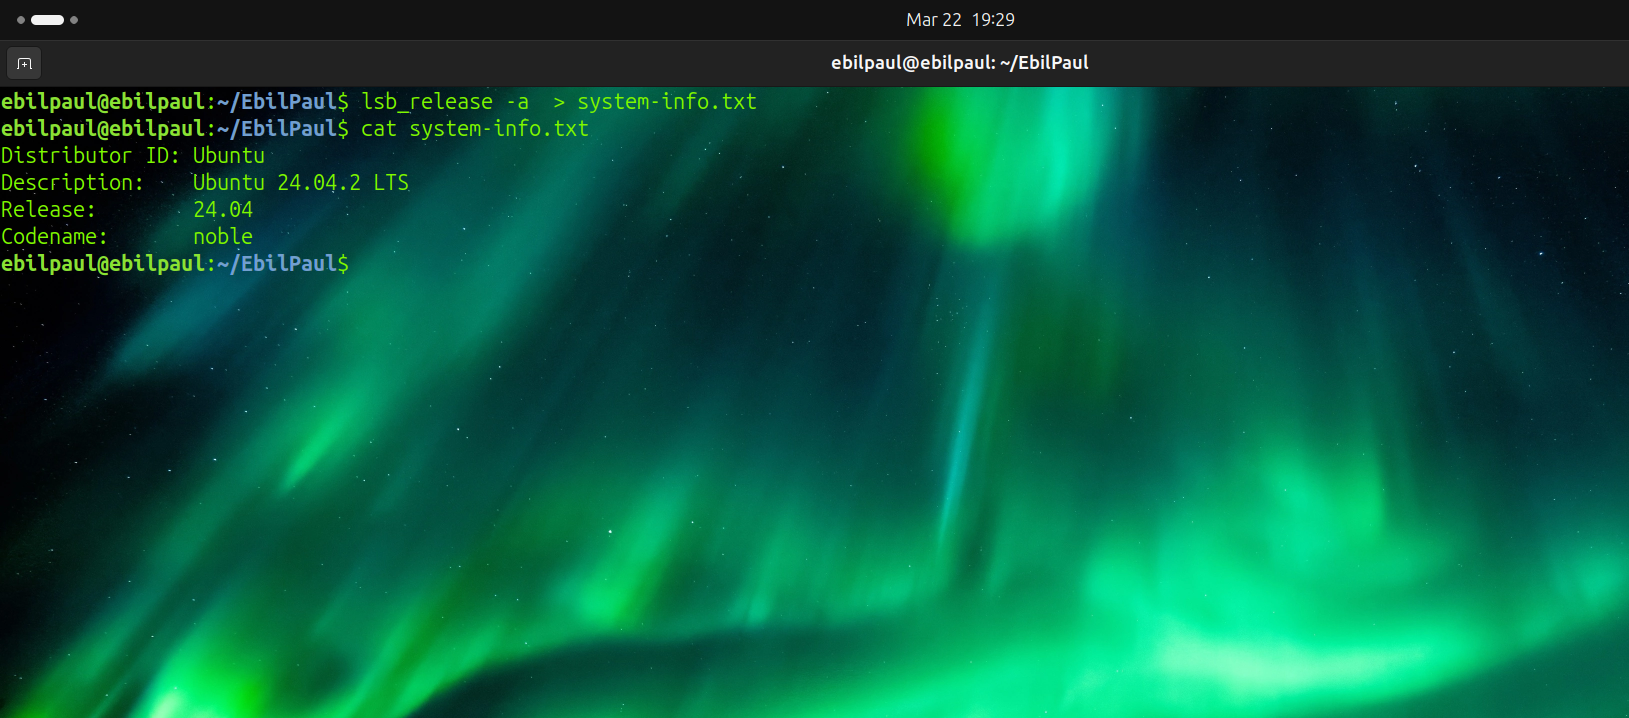 Mar 22  19:29
ebilpaul@ebilpaul: ~/EbilPaul
ebilpaul@ebilpaul:~/EbilPaul$ lsb_release -a  > system-info.txt
ebilpaul@ebilpaul:~/EbilPaul$ cat system-info.txt
Distributor ID: Ubuntu
Description:    Ubuntu 24.04.2 LTS
Release:        24.04
Codename:       noble
ebilpaul@ebilpaul:~/EbilPaul$